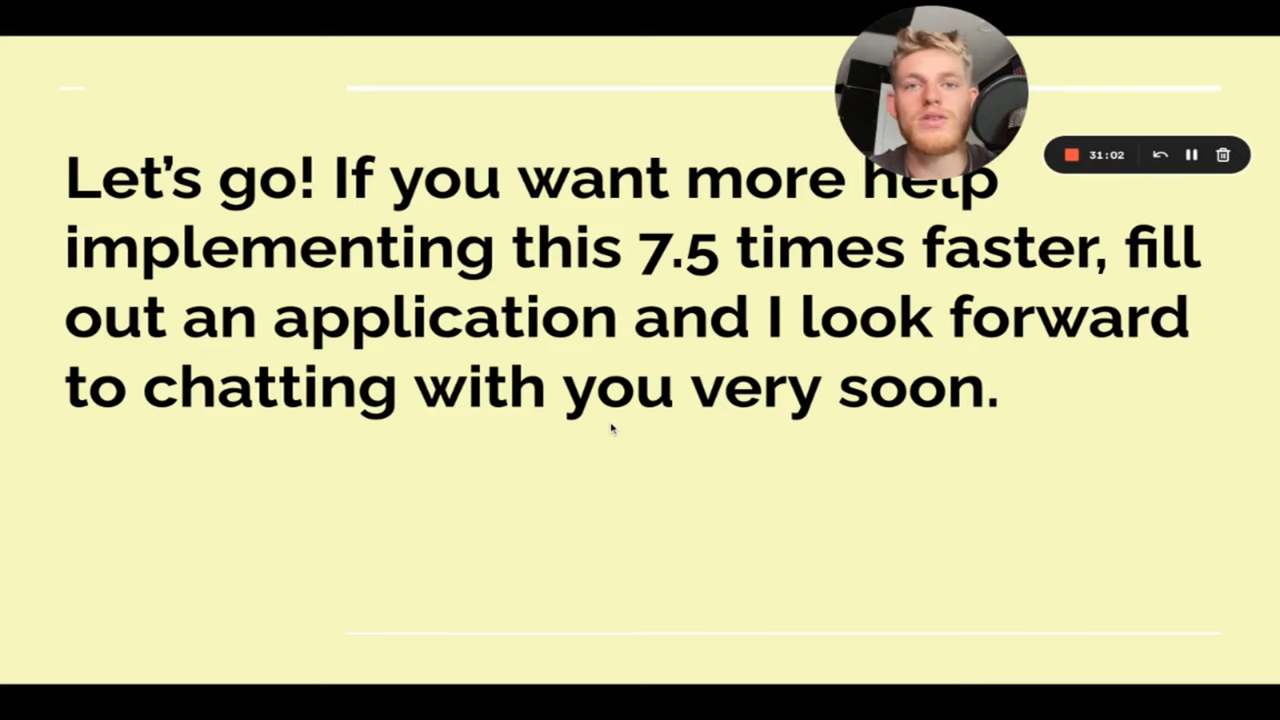 Let's go! If you want more help
implementing this 7.5 times faster, fill
out an application and I look forward
to chatting with you very soon.
31:02